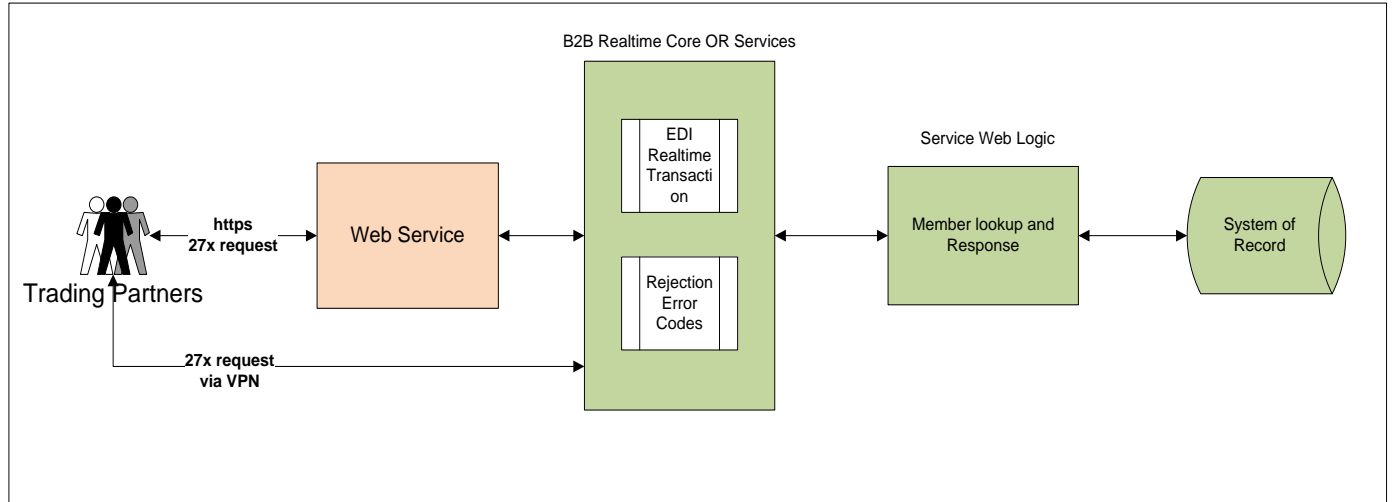 B2B Realtime Core OR Services
EDI
Realtime
Transacti
on
Service Web Logic
https
27x request
Web Service
Member lookup and
Response
System of
Record
Trading Partners
Rejection
Error
Codes
27x request
via VPN